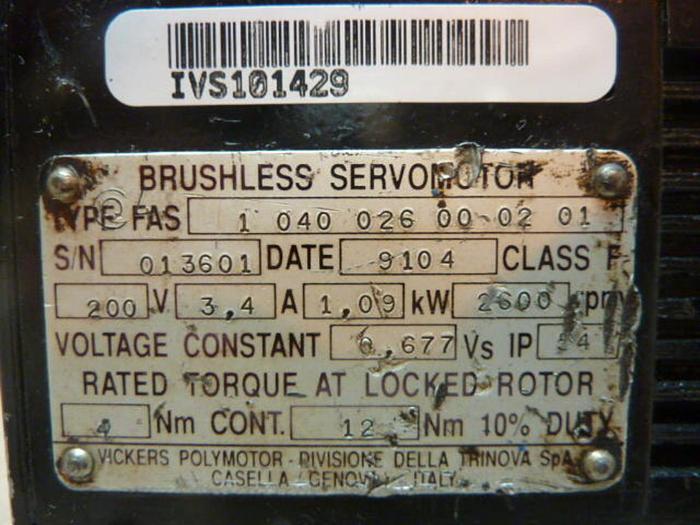 IVS101429
BRUSHLESS SERVOMOTOR
TYPE FAS 1 040 026 00 02 01
S/N 013601 DATE 9104 CLASS F
200 V 3,4 A 1,09 kW 2600 rpm
VOLTAGE CONSTANT 0,677 Vs IP
RATED TORQUE AT LOCKED ROTOR
4 Nm CONT. 12 Nm 10% DUTY
VICKERS POLYMOTOR - DIVISIONE DELLA TRINOVA SpA
CASELLA - GENOVA - ITALY